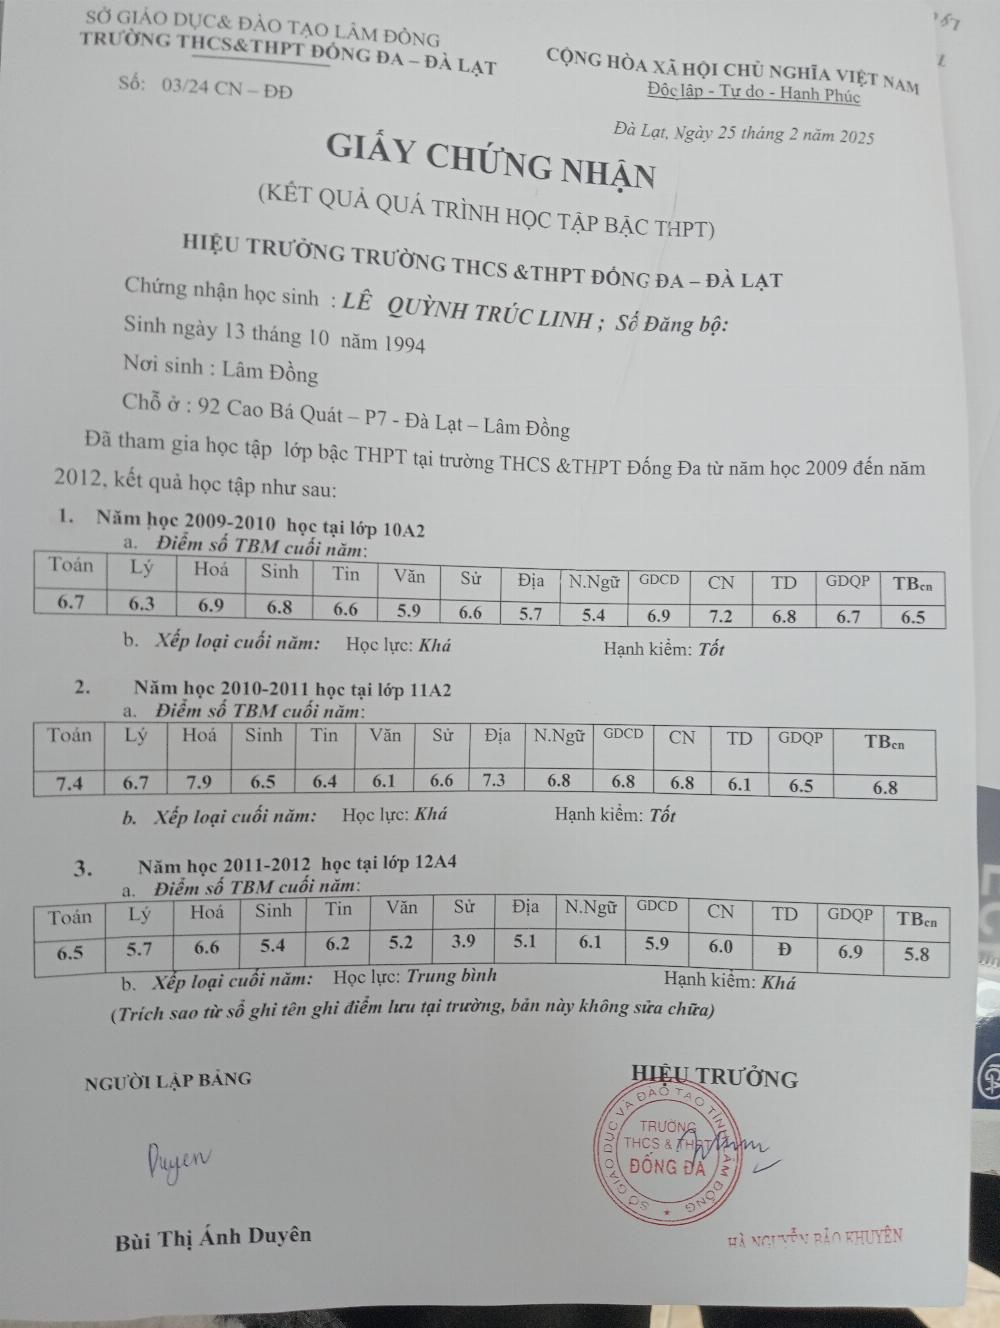 SỞ GIÁO DỤC& ĐÀO TẠO LÂM ĐỒNG
TRƯỜNG THCS&THPT ĐỐNG ĐA – ĐÀ LẠT
Số: 03/24 CN – ĐĐ
CỘNG HÒA XÃ HỘI CHỦ NGHĨA VIỆT NAM
Độc lập - Tự do - Hạnh Phúc
Đà Lạt, Ngày 25 tháng 2 năm 2025
GIẤY CHỨNG NHẬN
(KẾT QUẢ QUÁ TRÌNH HỌC TẬP BẬC THPT)
HIỆU TRƯỞNG TRƯỜNG THCS &THPT ĐỐNG ĐA – ĐÀ LẠT
Chứng nhận học sinh : LÊ QUỲNH TRÚC LINH ; Số Đăng bộ:
Sinh ngày 13 tháng 10 năm 1994
Nơi sinh : Lâm Đồng
Chỗ ở : 92 Cao Bá Quát – P7 - Đà Lạt – Lâm Đồng
Đã tham gia học tập lớp bậc THPT tại trường THCS &THPT Đống Đa từ năm học 2009 đến năm
2012, kết quả học tập như sau:
1. Năm học 2009-2010 học tại lớp 10A2
a. Điểm số TBM cuối năm:
Toán Lý Hoá Sinh Tin Văn Sử Địa N.Ngữ GDCD CN TD GDQP TBcn
6.7 6.3 6.9 6.8 6.6 5.9 6.6 5.7 5.4 6.9 7.2 6.8 6.7 6.5
b. Xếp loại cuối năm: Học lực: Khá Hạnh kiểm: Tốt
2. Năm học 2010-2011 học tại lớp 11A2
a. Điểm số TBM cuối năm:
Toán Lý Hoá Sinh Tin Văn Sử Địa N.Ngữ GDCD CN TD GDQP TBcn
7.4 6.7 7.9 6.5 6.4 6.1 6.6 7.3 6.8 6.8 6.8 6.1 6.5 6.8
b. Xếp loại cuối năm: Học lực: Khá Hạnh kiểm: Tốt
3. Năm học 2011-2012 học tại lớp 12A4
a. Điểm số TBM cuối năm:
Toán Lý Hoá Sinh Tin Văn Sử Địa N.Ngữ GDCD CN TD GDQP TBcn
6.5 5.7 6.6 5.4 6.2 5.2 3.9 5.1 6.1 5.9 6.0 Đ 6.9 5.8
b. Xếp loại cuối năm: Học lực: Trung bình Hạnh kiểm: Khá
(Trích sao từ sổ ghi tên ghi điểm lưu tại trường, bản này không sửa chữa)
NGƯỜI LẬP BẢNG
HIỆU TRƯỞNG
SỞ GIÁO DỤC VÀ ĐÀO TẠO TỈNH LÂM ĐỒNG
TRƯỜNG
THCS & THPT
ĐỐNG ĐA
Duyen
Bùi Thị Ánh Duyên
HÀ NGUYỄN BẢO KHUYÊN